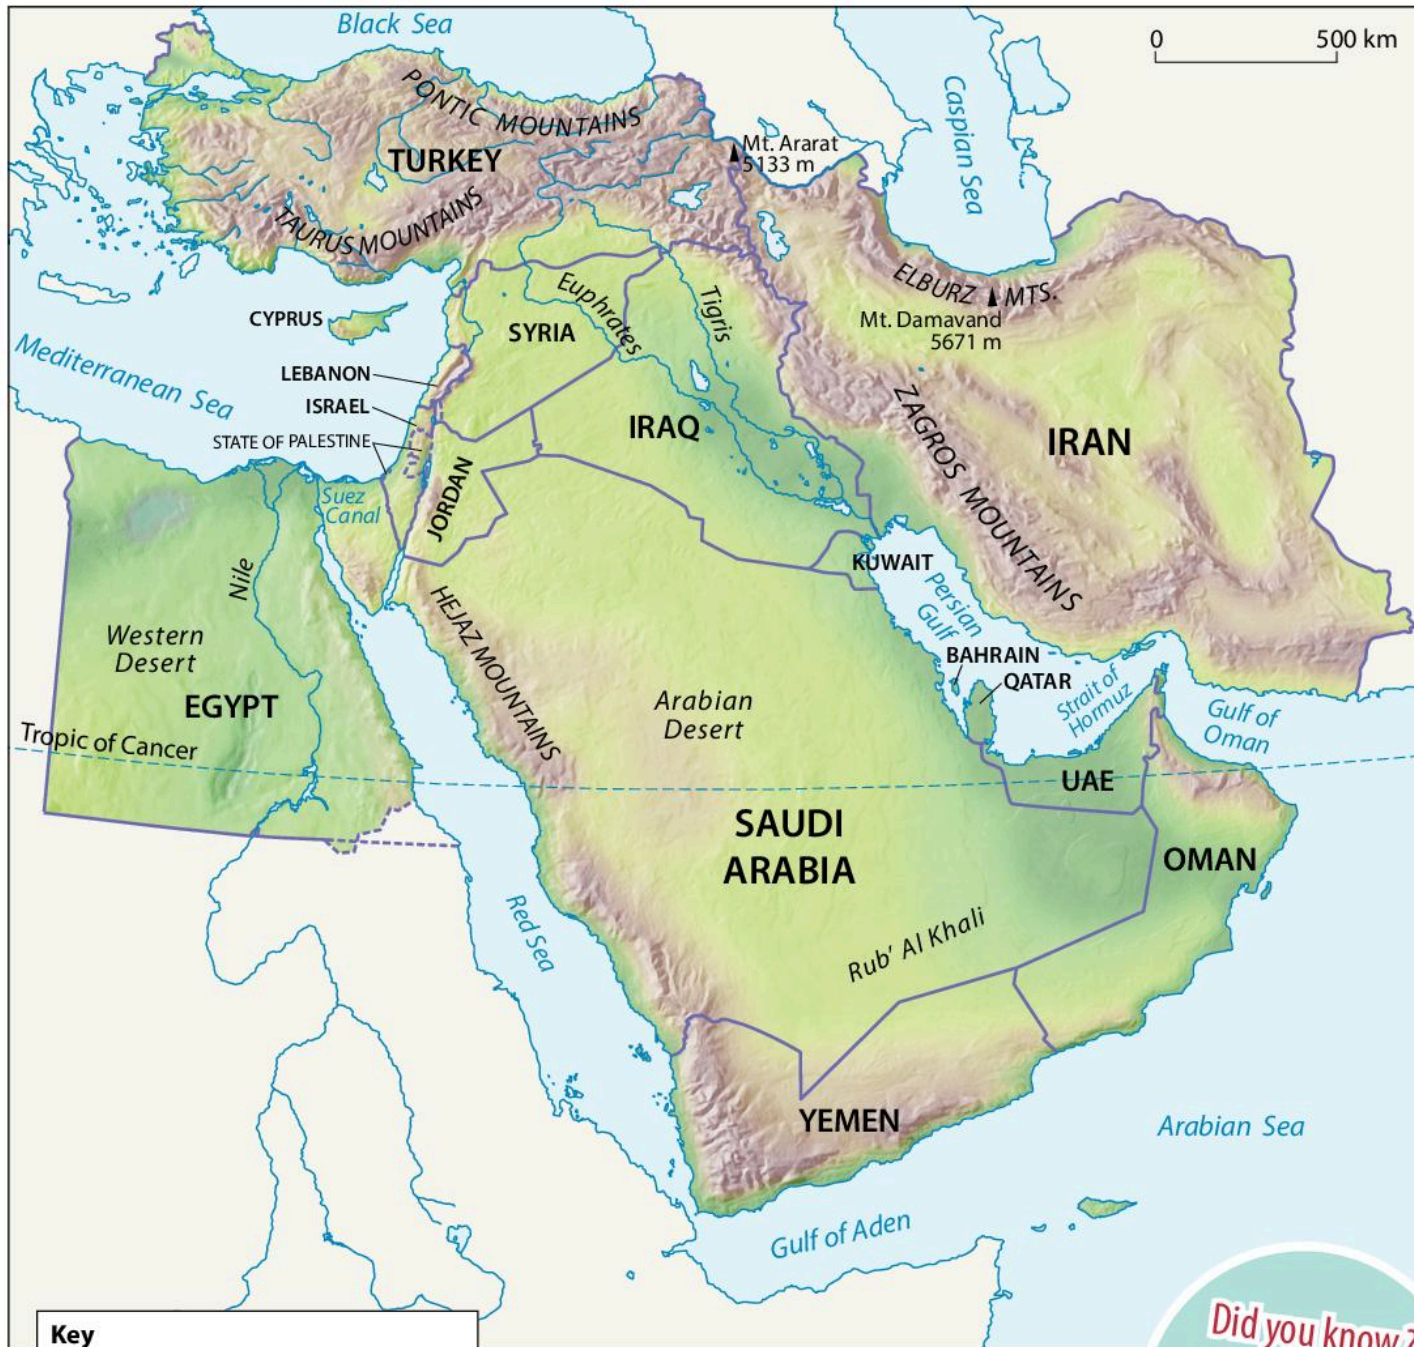 Black Sea
0 500 km
PONTIC MOUNTAINS
Caspian Sea
Mt. Ararat
5133 m
TURKEY
TAURUS MOUNTAINS
ELBURZ MTS.
Euphrates
Tigris
CYPRUS
SYRIA
Mt. Damavand
5671 m
Mediterranean Sea
LEBANON
ISRAEL
STATE OF PALESTINE
IRAQ
ZAGROS MOUNTAINS
IRAN
JORDAN
Suez
Canal
Nile
KUWAIT
Persian
Gulf
HEJAZ MOUNTAINS
Western
Desert
BAHRAIN
QATAR
Strait of
Hormuz
EGYPT
Arabian
Desert
Gulf of
Oman
Tropic of Cancer
UAE
SAUDI
ARABIA
OMAN
Red Sea
Rub' Al Khali
YEMEN
Arabian Sea
Gulf of Aden
Key
Did you know?